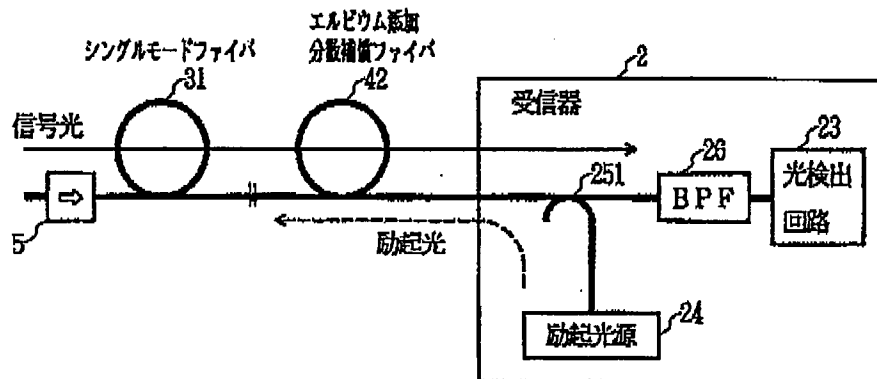 エルビウム添加
分散補償ファイバ
シングルモードファイバ
31
42
2
受信器
信号光
26
23
251
BPF
光検出
回路
5
励起光
励起光源
24